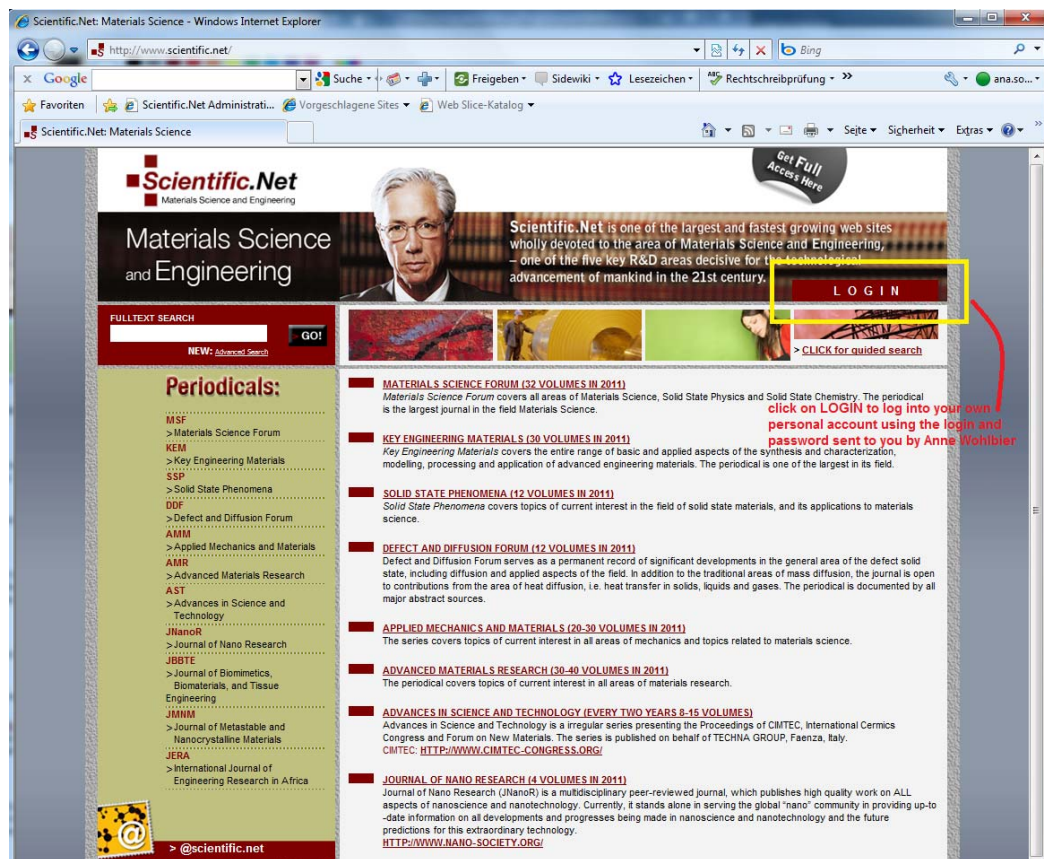 Scientific.Net: Materials Science - Windows Internet Explorer
http://www.scientific.net/
Bing
x Google
Suche
Freigeben
Sidewiki
Lesezeichen
Rechtschreibprüfung
ana.so...
Favoriten
Scientific.Net Administrati...
Vorgeschlagene Sites
Web Slice-Katalog
Scientific.Net: Materials Science
Seite
Sicherheit
Extras
Scientific.Net
Materials Science and Engineering
Get Full
Access Here
Materials Science
and Engineering
Scientific.Net is one of the largest and fastest growing web sites
wholly devoted to the area of Materials Science and Engineering,
– one of the five key R&D areas decisive for the technological
advancement of mankind in the 21st century.
LOGIN
FULLTEXT SEARCH
GO!
NEW: Advanced Search
> CLICK for guided search
click on LOGIN to log into your own
personal account using the login and
password sent to you by Anne Wohlbier
Periodicals:
MSF
> Materials Science Forum
KEM
> Key Engineering Materials
SSP
> Solid State Phenomena
DDF
> Defect and Diffusion Forum
AMM
> Applied Mechanics and Materials
AMR
> Advanced Materials Research
AST
> Advances in Science and
Technology
JNanoR
> Journal of Nano Research
JBBTE
> Journal of Biomimetics,
Biomaterials, and Tissue
Engineering
JMNM
> Journal of Metastable and
Nanocrystalline Materials
JERA
> International Journal of
Engineering Research in Africa
@
> @scientific.net
MATERIALS SCIENCE FORUM (32 VOLUMES IN 2011)
Materials Science Forum covers all areas of Materials Science, Solid State Physics and Solid State Chemistry. The periodical
is the largest journal in the field Materials Science.
KEY ENGINEERING MATERIALS (30 VOLUMES IN 2011)
Key Engineering Materials covers the entire range of basic and applied aspects of the synthesis and characterization,
modelling, processing and application of advanced engineering materials. The periodical is one of the largest in its field.
SOLID STATE PHENOMENA (12 VOLUMES IN 2011)
Solid State Phenomena covers topics of current interest in the field of solid state materials, and its applications to materials
science.
DEFECT AND DIFFUSION FORUM (12 VOLUMES IN 2011)
Defect and Diffusion Forum serves as a permanent record of significant developments in the general area of the defect solid
state, including diffusion and applied aspects of the field. In addition to the traditional areas of mass diffusion, the journal is open
to contributions from the area of heat diffusion, i.e. heat transfer in solids, liquids and gases. The periodical is documented by all
major abstract sources.
APPLIED MECHANICS AND MATERIALS (20-30 VOLUMES IN 2011)
The series covers topics of current interest in all areas of mechanics and topics related to materials science.
ADVANCED MATERIALS RESEARCH (30-40 VOLUMES IN 2011)
The periodical covers topics of current interest in all areas of materials research.
ADVANCES IN SCIENCE AND TECHNOLOGY (EVERY TWO YEARS 8-15 VOLUMES)
Advances in Science and Technology is a irregular series presenting the Proceedings of CIMTEC, International Cermics
Congress and Forum on New Materials. The series is published on behalf of TECHNA GROUP, Faenza, Italy.
CIMTEC: HTTP://WWW.CIMTEC-CONGRESS.ORG/
JOURNAL OF NANO RESEARCH (4 VOLUMES IN 2011)
Journal of Nano Research (JNanoR) is a multidisciplinary peer-reviewed journal, which publishes high quality work on ALL
aspects of nanoscience and nanotechnology. Currently, it stands alone in serving the global "nano" community in providing up-to
-date information on all developments and progresses being made in nanoscience and nanotechnology and the future
predictions for this extraordinary technology.
HTTP://WWW.NANO-SOCIETY.ORG/